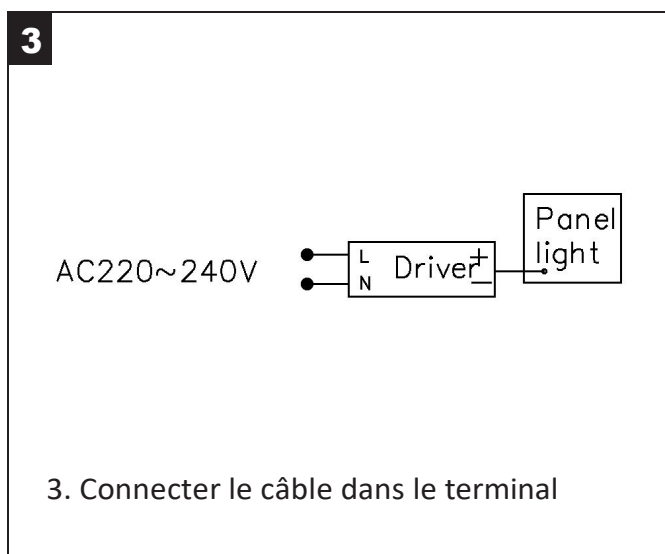 3
Panel
light
AC220~240V
L
N
Driver
+
−
3. Connecter le câble dans le terminal